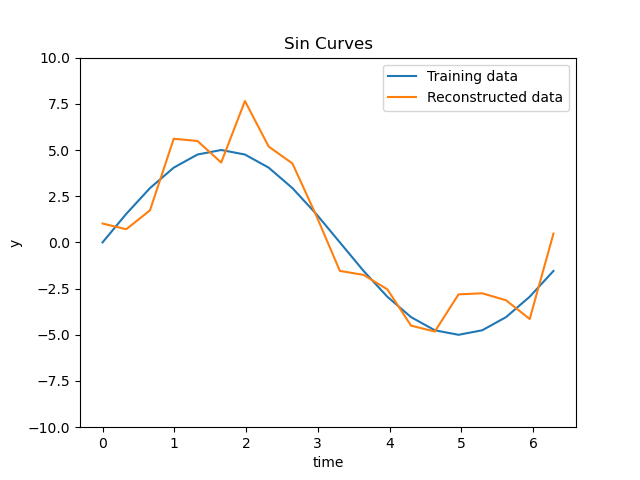 Sin Curves
Training data
Reconstructed data
10.0
7.5
5.0
2.5
0.0
−2.5
−5.0
−7.5
−10.0
y
0 1 2 3 4 5 6
time